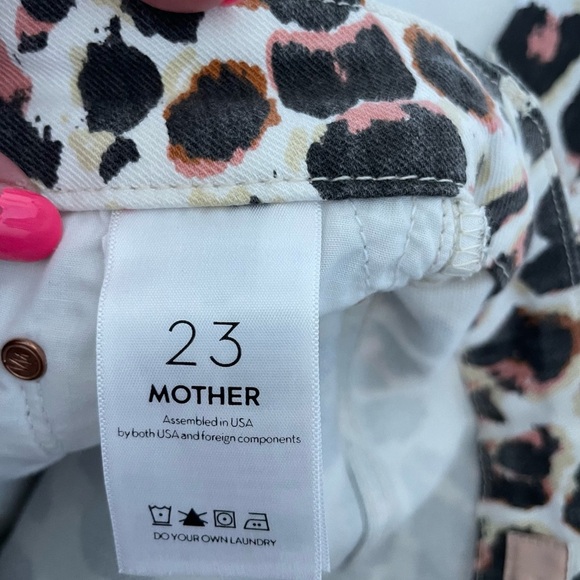 23
MOTHER
Assembled in USA
by both USA and foreign components
DO YOUR OWN LAUNDRY